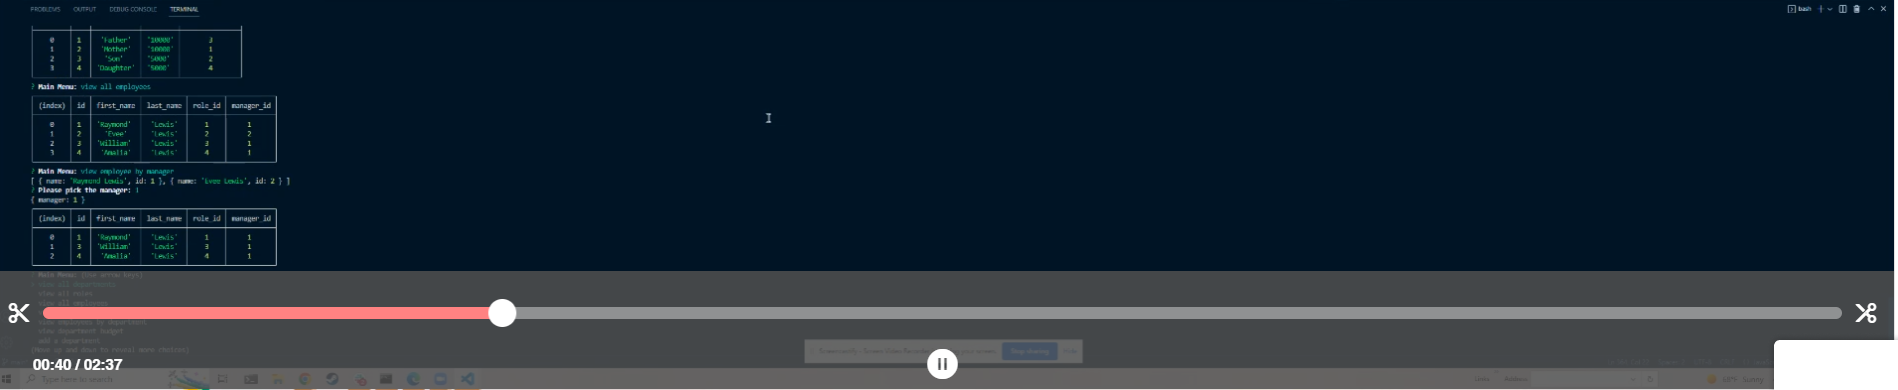 PROBLEMS OUTPUT DEBUG CONSOLE TERMINAL bash
0 1 'Father' '10000' 3
1 2 'Mother' '10000' 1
2 3 'Son' '5000' 2
3 4 'Daughter' '5000' 4
? Main Menu: view all employees
(index) id first_name last_name role_id manager_id
0 1 'Raymond' 'Lewis' 1 1
1 2 'Evee' 'Lewis' 2 2
2 3 'William' 'Lewis' 3 1
3 4 'Amalia' 'Lewis' 4 1
? Main Menu: view employee by manager
[ { name: 'Raymond Lewis', id: 1 }, { name: 'Evee Lewis', id: 2 } ]
? Please pick the manager: 1
{ manager: 1 }
(index) id first_name last_name role_id manager_id
0 1 'Raymond' 'Lewis' 1 1
1 3 'William' 'Lewis' 3 1
2 4 'Amalia' 'Lewis' 4 1
? Main Menu: (Use arrow keys)
> view all departments
view all roles
view all employees
view employees by department
view department budget
add a department
(Move up and down to reveal more choices)
Stop sharing Hide
00:40 / 02:37
Type here to search
Links Address Sunny